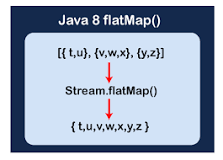 Java 8 flatMap()
[{ t,u}, {v,w,x}, {y,z}]
Stream.flatMap()
{ t,u,v,w,x,y,z }